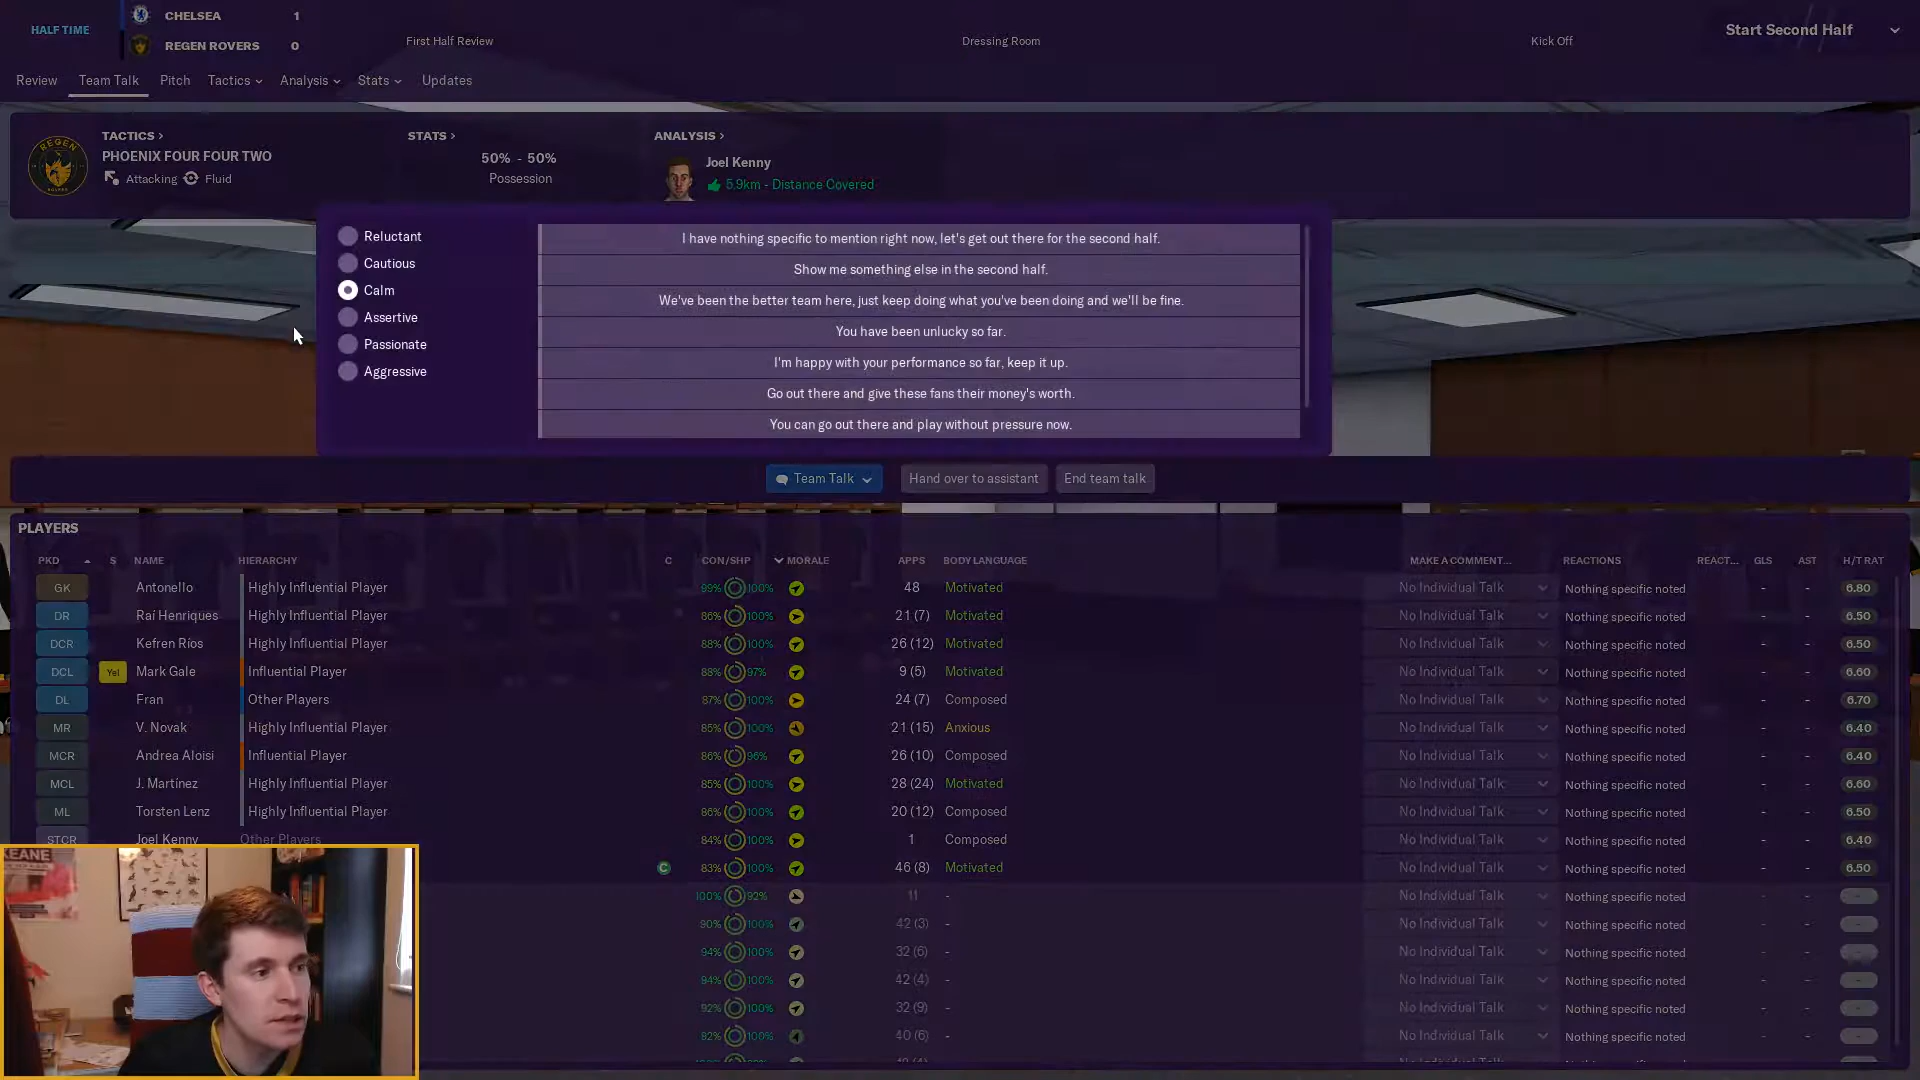 HALF TIME
CHELSEA 1
REGEN ROVERS 0
First Half Review
Dressing Room
Kick Off
Start Second Half
Review Team Talk Pitch Tactics Analysis Stats Updates
REGEN
TACTICS >
PHOENIX FOUR FOUR TWO
Attacking Fluid
STATS >
50% - 50%
Possession
ANALYSIS >
Joel Kenny
5.9km - Distance Covered
Reluctant
Cautious
Calm
Assertive
Passionate
Aggressive
I have nothing specific to mention right now, let's get out there for the second half.
Show me something else in the second half.
We've been the better team here, just keep doing what you've been doing and we'll be fine.
You have been unlucky so far.
I'm happy with your performance so far, keep it up.
Go out there and give these fans their money's worth.
You can go out there and play without pressure now.
Team Talk Hand over to assistant End team talk
PLAYERS
PKD S NAME HIERARCHY C CON/SHP MORALE APPS BODY LANGUAGE MAKE A COMMENT... REACTIONS REACT... GLS AST H/T RAT
GK Antonello Highly Influential Player 99% 100% 48 Motivated No Individual Talk Nothing specific noted - - 6.80
DR Raí Henriques Highly Influential Player 86% 100% 21 (7) Motivated No Individual Talk Nothing specific noted - - 6.50
DCR Kefren Ríos Highly Influential Player 88% 100% 26 (12) Motivated No Individual Talk Nothing specific noted - - 6.50
DCL Yel Mark Gale Influential Player 88% 97% 9 (5) Motivated No Individual Talk Nothing specific noted - - 6.60
DL Fran Other Players 87% 100% 24 (7) Composed No Individual Talk Nothing specific noted - - 6.70
MR V. Novak Highly Influential Player 85% 100% 21 (15) Anxious No Individual Talk Nothing specific noted - - 6.40
MCR Andrea Aloisi Influential Player 86% 96% 26 (10) Composed No Individual Talk Nothing specific noted - - 6.40
MCL J. Martínez Highly Influential Player 85% 100% 28 (24) Motivated No Individual Talk Nothing specific noted - - 6.60
ML Torsten Lenz Highly Influential Player 86% 100% 20 (12) Composed No Individual Talk Nothing specific noted - - 6.50
STCR Joel Kenny Other Players 84% 100% 1 Composed No Individual Talk Nothing specific noted - - 6.40
C 83% 100% 46 (8) Motivated No Individual Talk Nothing specific noted - - 6.50
100% 92% 11 - No Individual Talk Nothing specific noted - - -
90% 100% 42 (3) - No Individual Talk Nothing specific noted - - -
94% 100% 32 (6) - No Individual Talk Nothing specific noted - - -
94% 100% 42 (4) - No Individual Talk Nothing specific noted - - -
92% 100% 32 (9) - No Individual Talk Nothing specific noted - - -
92% 100% 40 (6) - No Individual Talk Nothing specific noted - - -
No Individual Talk Nothing specific noted
KEANE